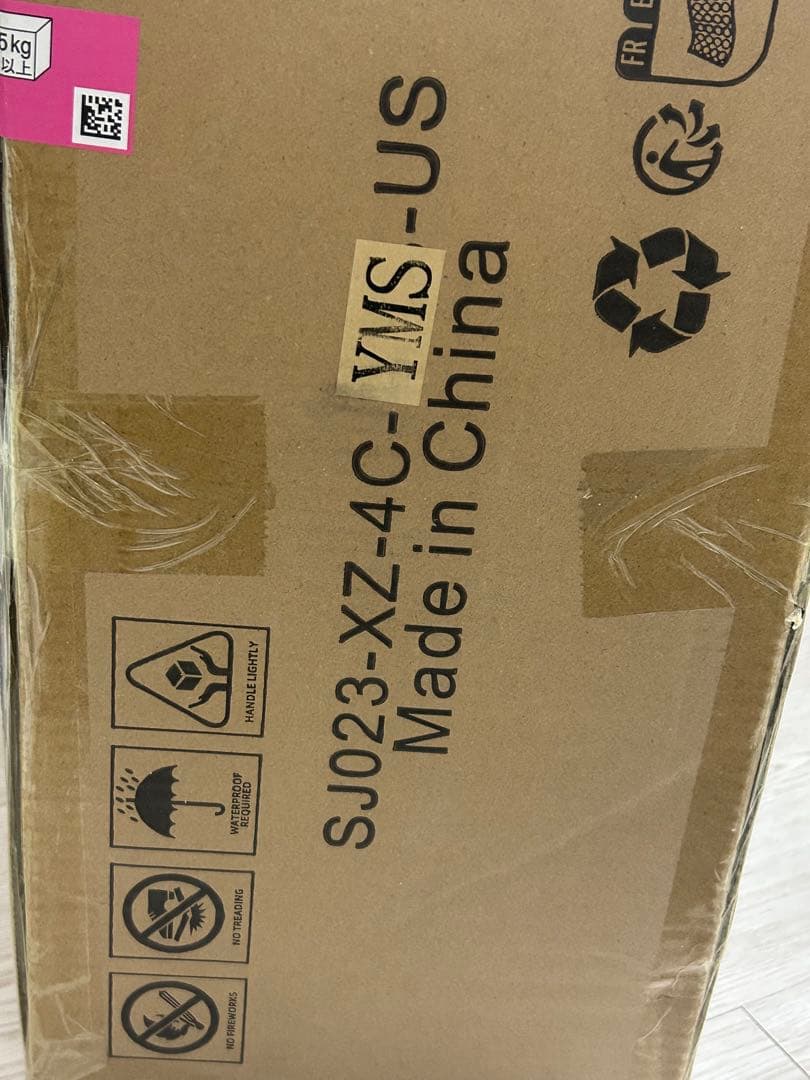 5kg
以上
FR
SJ023-XZ-4C-YMS-US
Made in China
HANDLE LIGHTLY
WATERPROOF
REQUIRED
NO TREADING
NO FIREWORKS